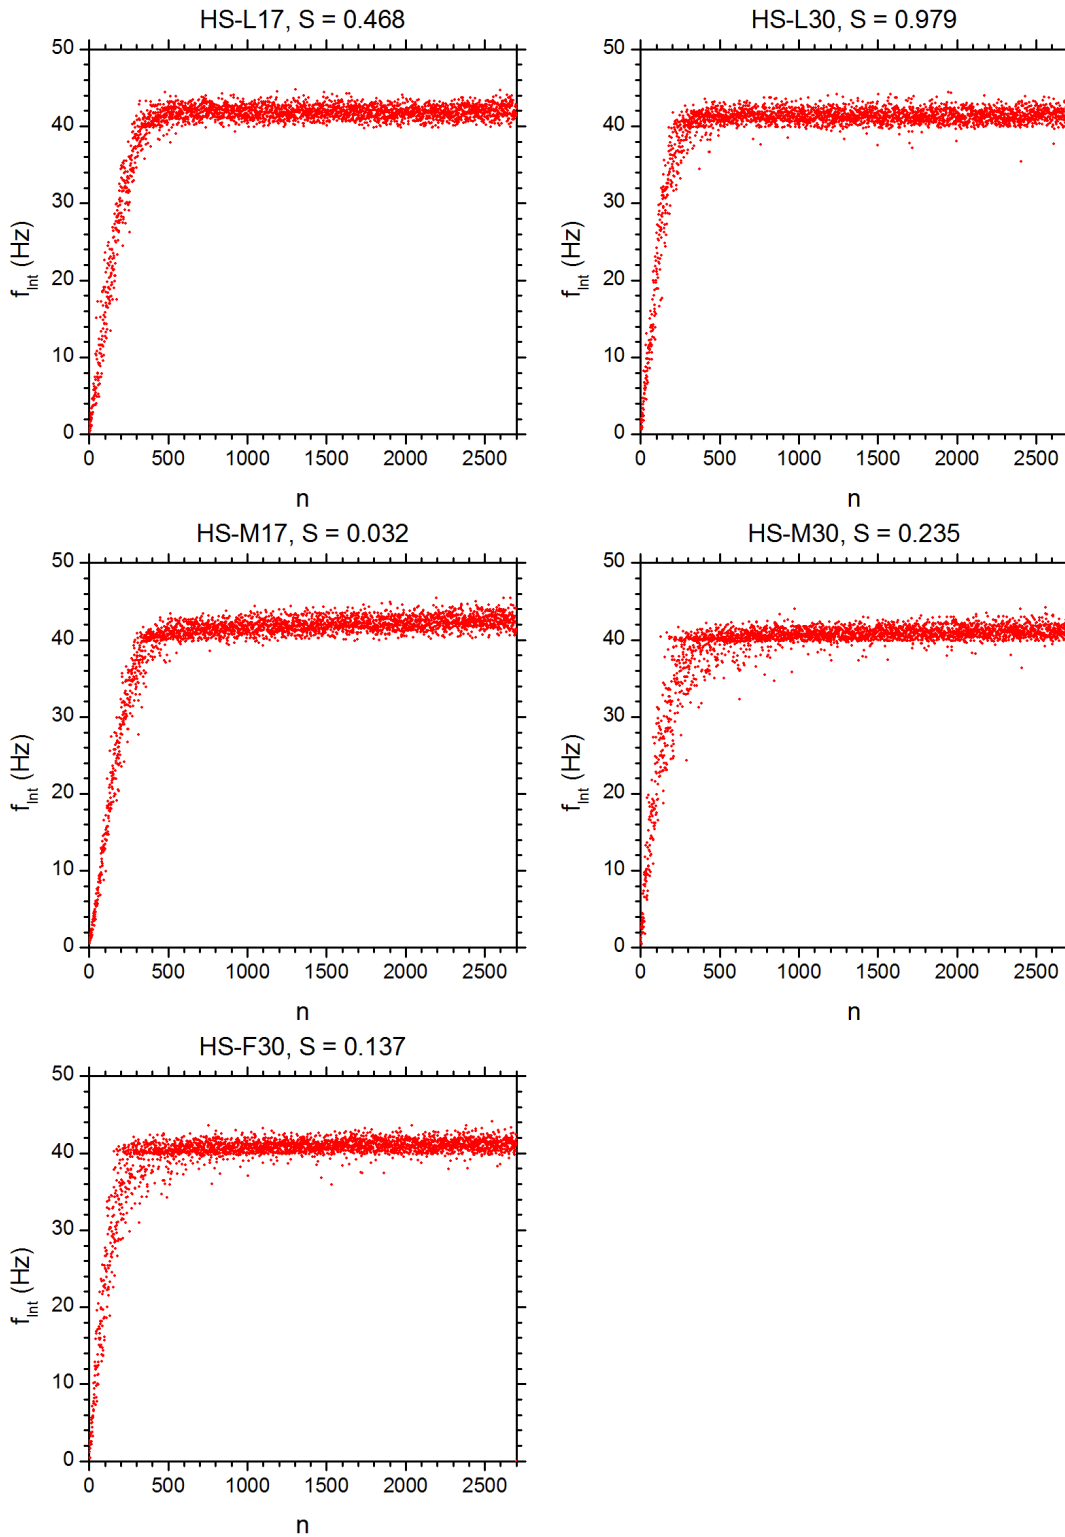 HS-L17, S = 0.468
50
40
30
20
10
0
f_Int (Hz)
0 500 1000 1500 2000 2500
n
HS-L30, S = 0.979
50
40
30
20
10
0
f_Int (Hz)
0 500 1000 1500 2000 2500
n
HS-M17, S = 0.032
50
40
30
20
10
0
f_Int (Hz)
0 500 1000 1500 2000 2500
n
HS-M30, S = 0.235
50
40
30
20
10
0
f_Int (Hz)
0 500 1000 1500 2000 2500
n
HS-F30, S = 0.137
50
40
30
20
10
0
f_Int (Hz)
0 500 1000 1500 2000 2500
n